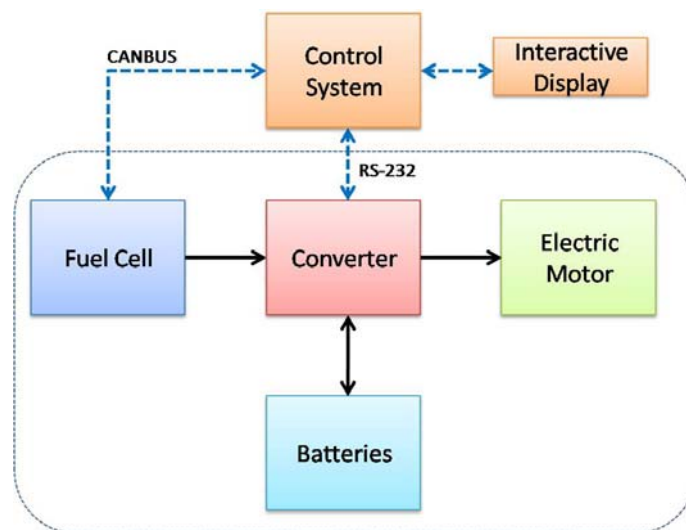 CANBUS
Control
System
Interactive
Display
RS-232
Fuel Cell
Converter
Electric
Motor
Batteries